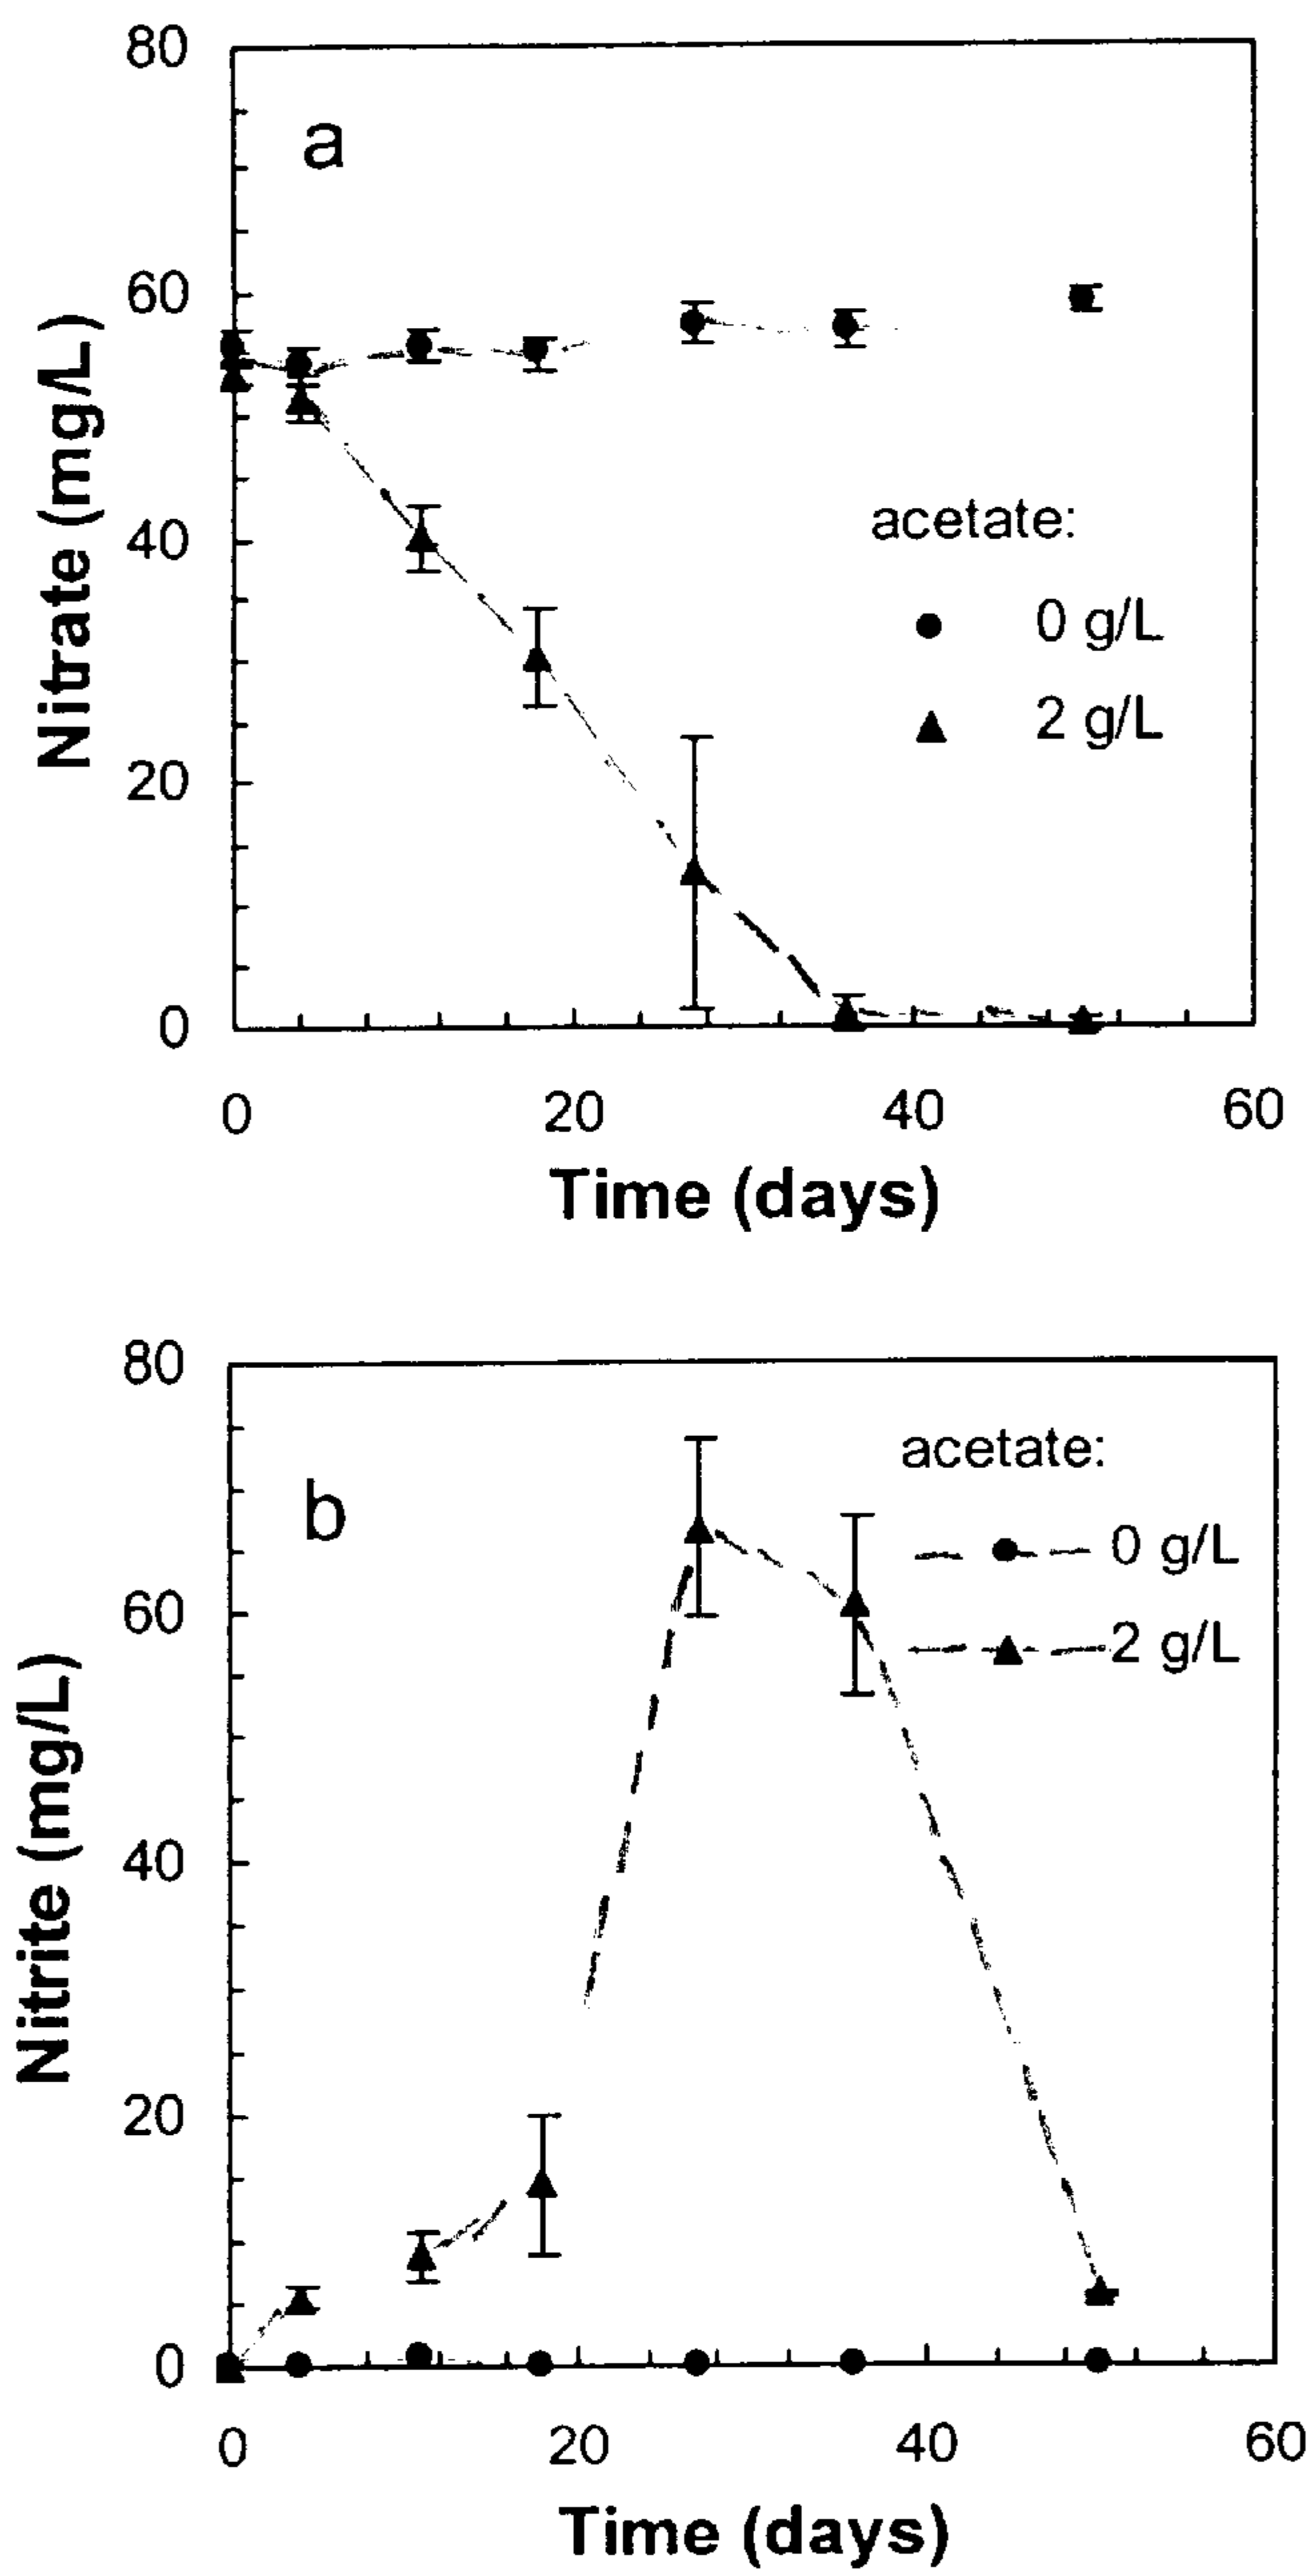 80
a
60
40
20
0
Nitrate (mg/L)
acetate:
0 g/L
2 g/L
0 20 40 60
Time (days)
80
b
60
40
20
0
Nitrite (mg/L)
acetate:
0 g/L
2 g/L
0 20 40 60
Time (days)